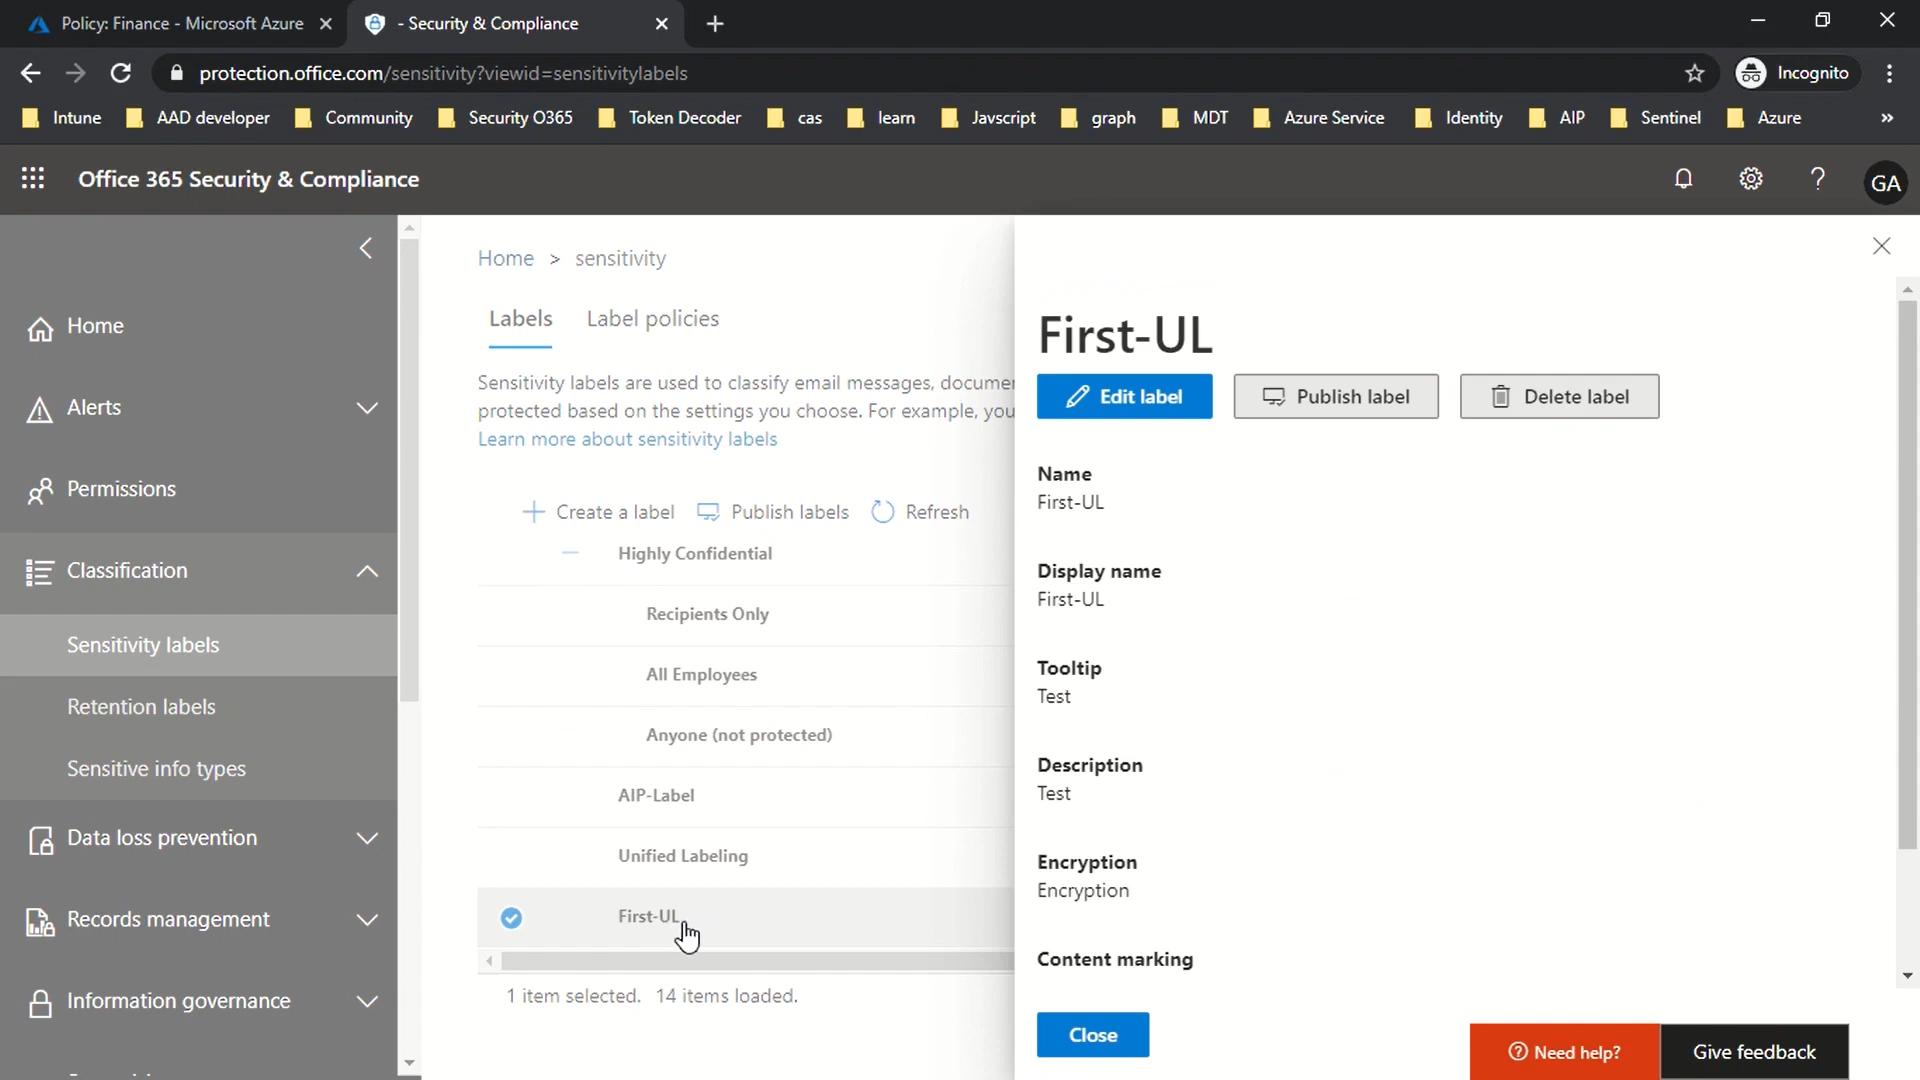 Policy: Finance - Microsoft Azure
- Security & Compliance
protection.office.com/sensitivity?viewid=sensitivitylabels
Incognito
Intune
AAD developer
Community
Security O365
Token Decoder
cas
learn
Javscript
graph
MDT
Azure Service
Identity
AIP
Sentinel
Azure
»
Office 365 Security & Compliance
?
GA
Home
Alerts
Permissions
Classification
Sensitivity labels
Retention labels
Sensitive info types
Data loss prevention
Records management
Information governance
Home > sensitivity
Labels
Label policies
Sensitivity labels are used to classify email messages, documen
protected based on the settings you choose. For example, you
Learn more about sensitivity labels
Create a label
Publish labels
Refresh
Highly Confidential
Recipients Only
All Employees
Anyone (not protected)
AIP-Label
Unified Labeling
First-UL
1 item selected. 14 items loaded.
First-UL
Edit label
Publish label
Delete label
Name
First-UL
Display name
First-UL
Tooltip
Test
Description
Test
Encryption
Encryption
Content marking
Close
Need help?
Give feedback